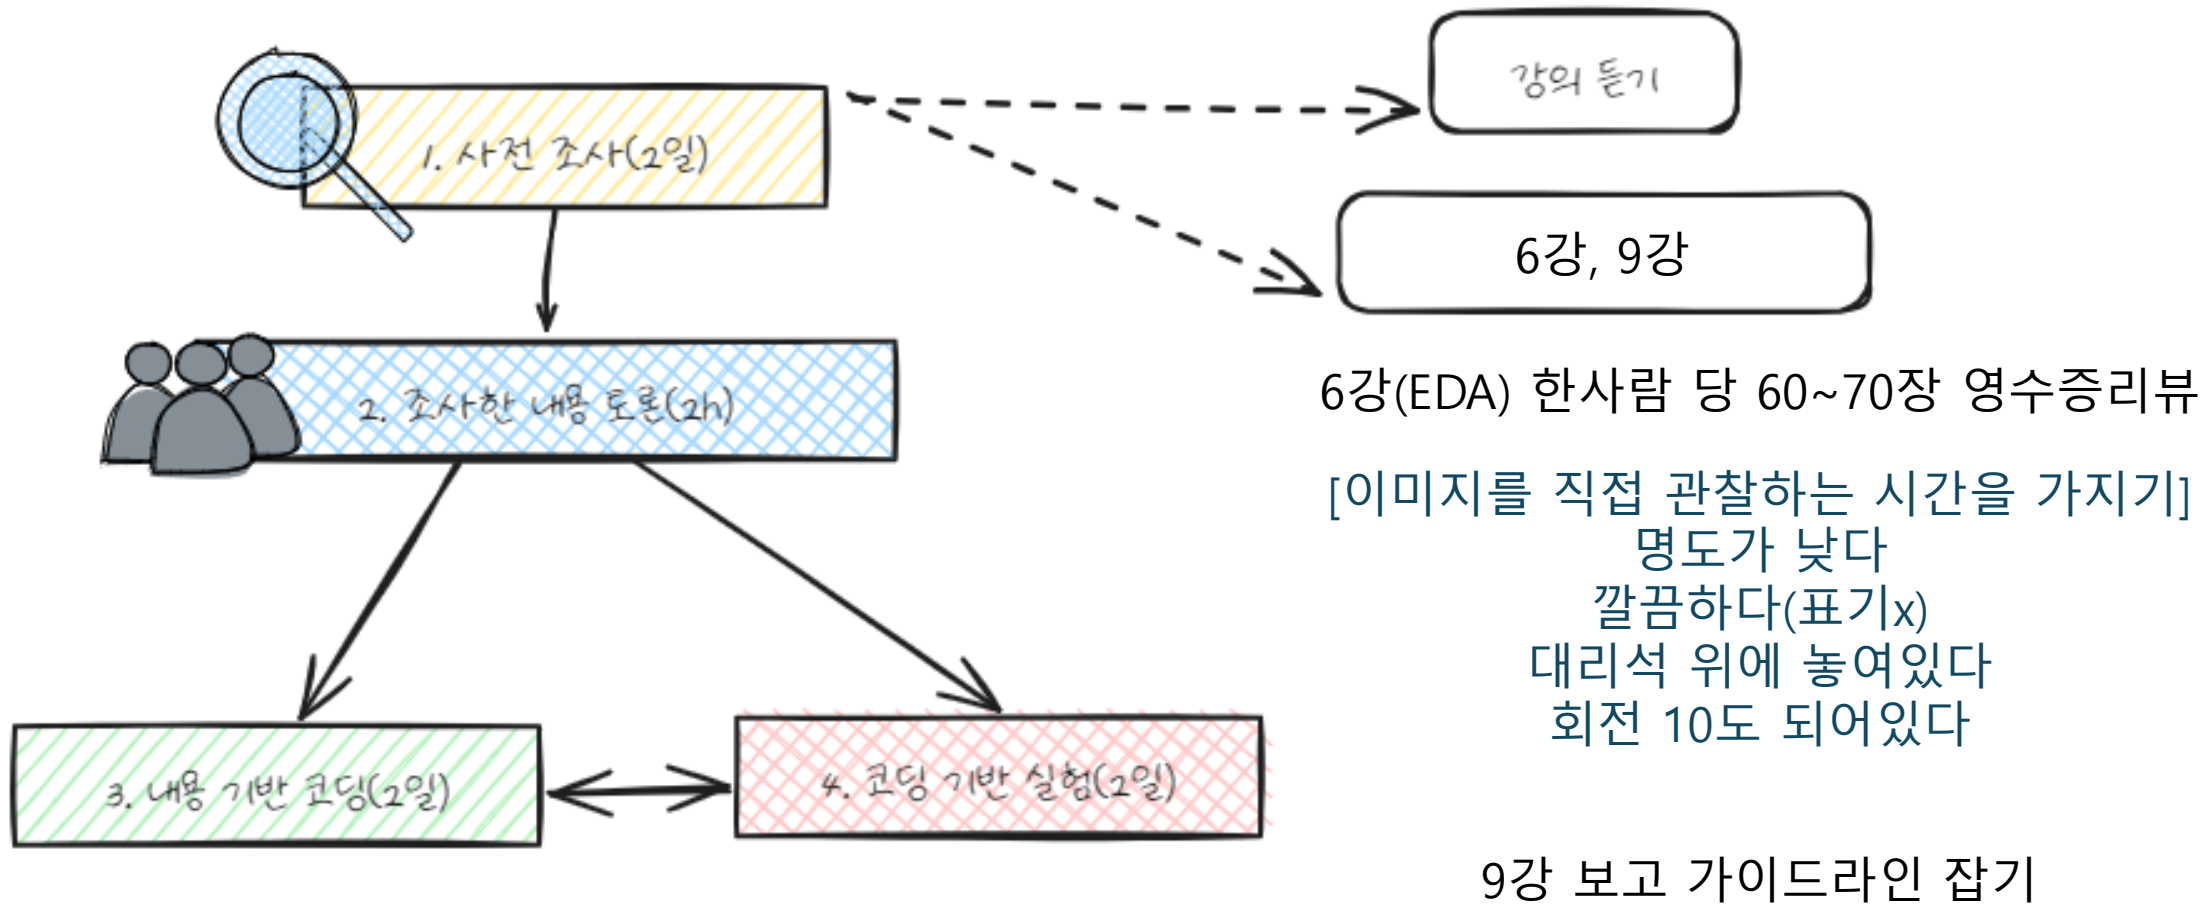 1. 사전 조사(2일)
강의 듣기
6강, 9강
2. 조사한 내용 토론(2h)
3. 내용 기반 코딩(2일)
4. 코딩 기반 실험(2일)
6강(EDA) 한사람 당 60~70장 영수증리뷰
[이미지를 직접 관찰하는 시간을 가지기]
명도가 낮다
깔끔하다(표기x)
대리석 위에 놓여있다
회전 10도 되어있다
9강 보고 가이드라인 잡기